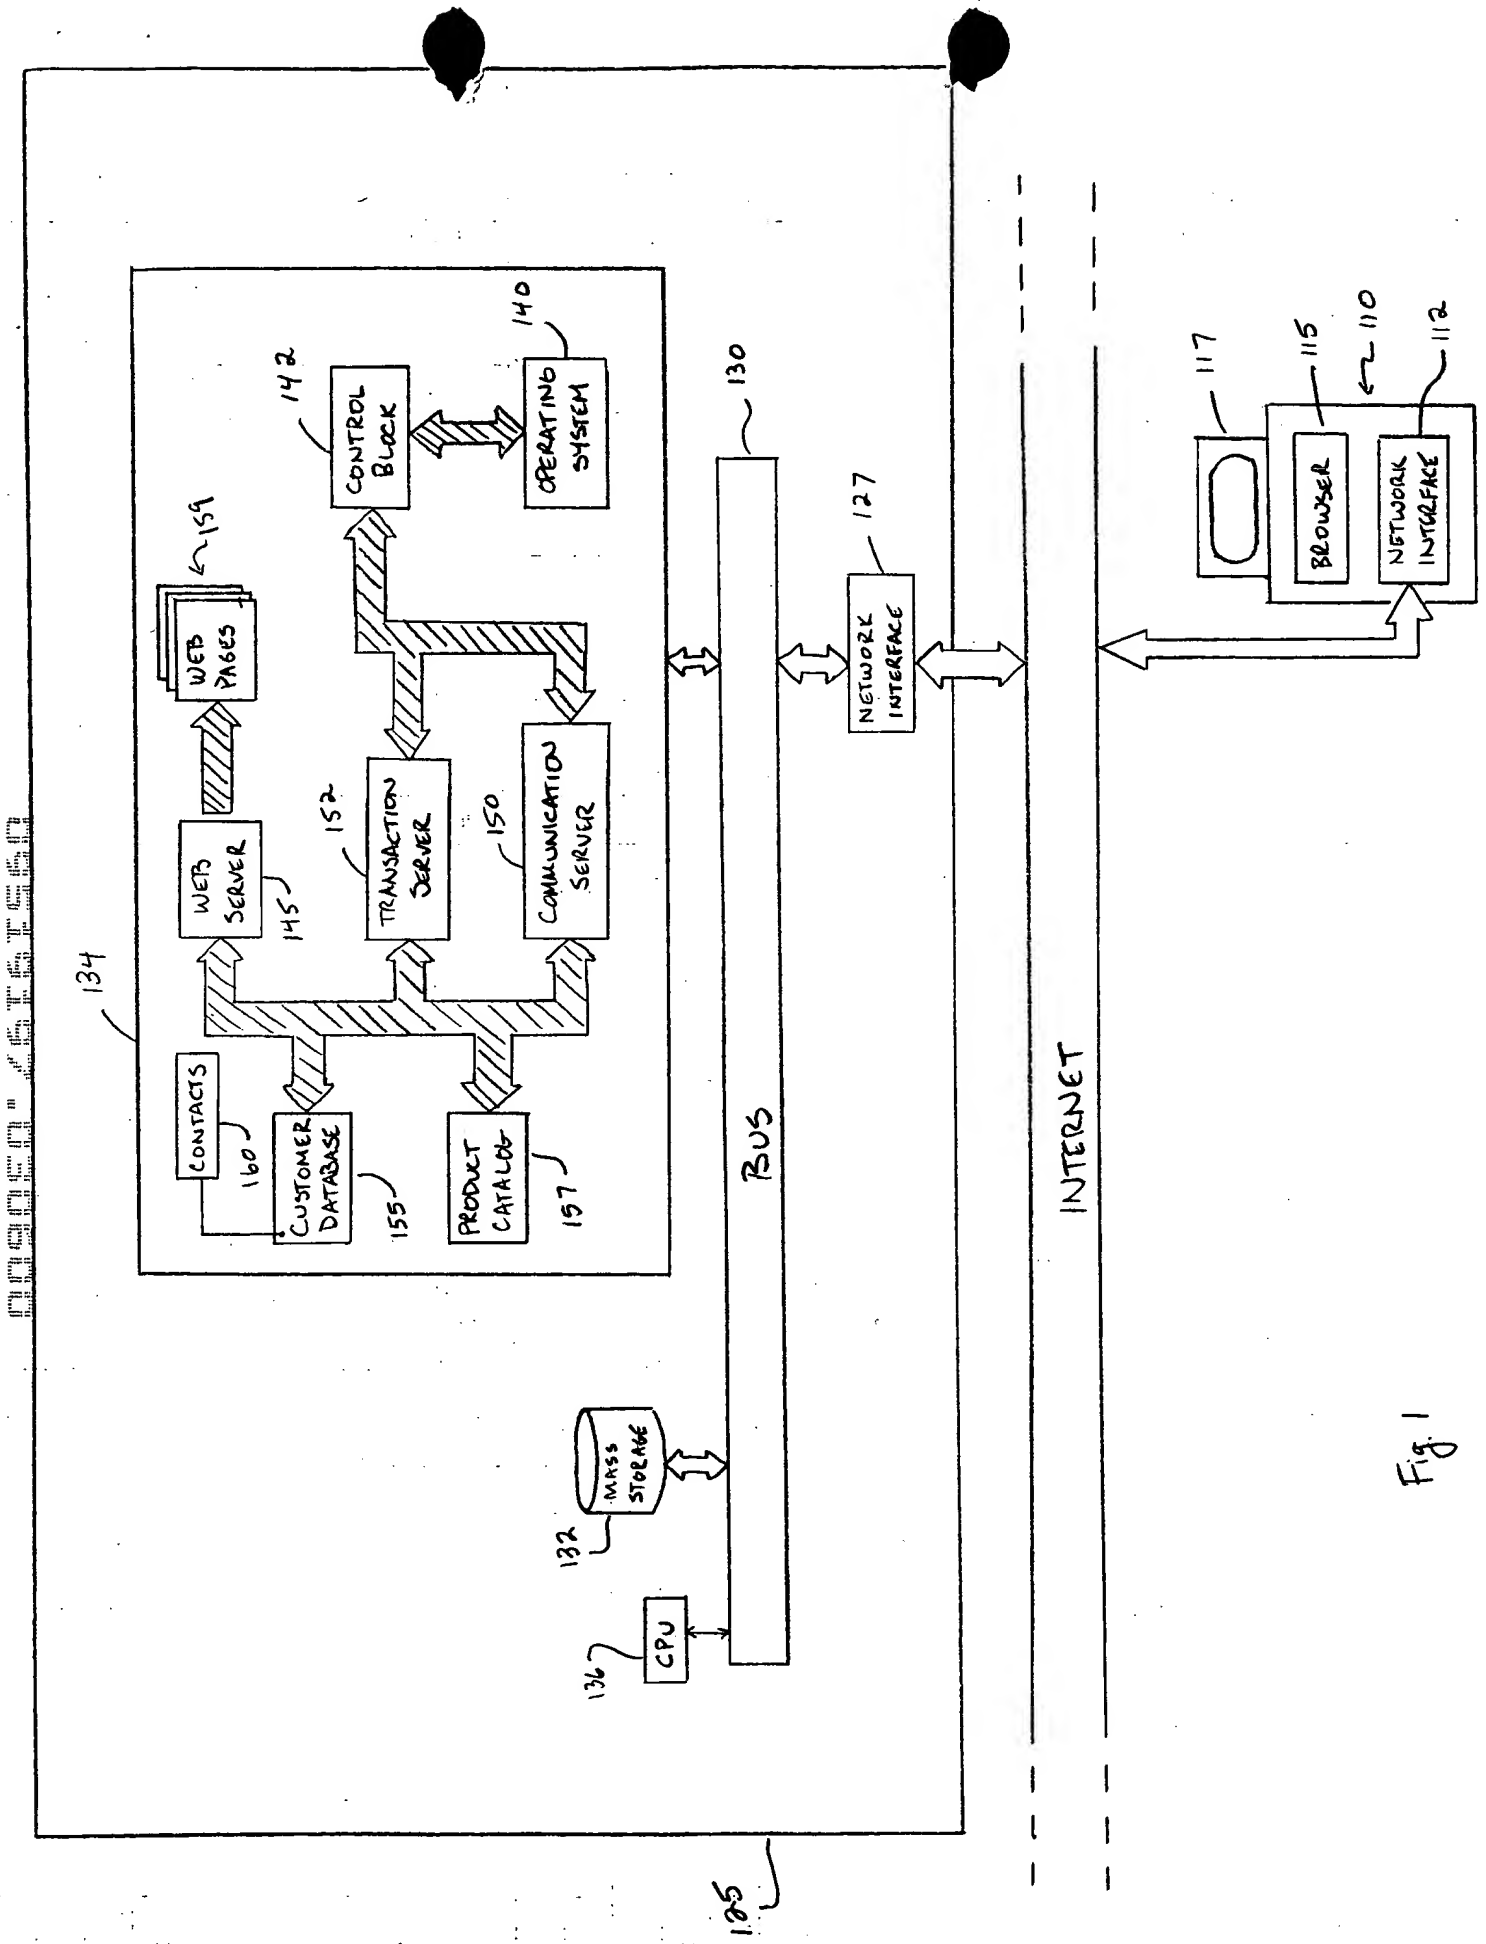 134
CONTACTS
160
CUSTOMER
DATABASE
155
PRODUCT
CATALOG
157
WEB
SERVER
145
WEB
PAGES
159
TRANSACTION
SERVER
152
COMMUNICATION
SERVER
150
CONTROL
BLOCK
142
OPERATING
SYSTEM
140
136
CPU
132
MASS
STORAGE
BUS
130
NETWORK
INTERFACE
127
125
INTERNET
117
BROWSER
115
110
NETWORK
INTERFACE
112
Fig. 1